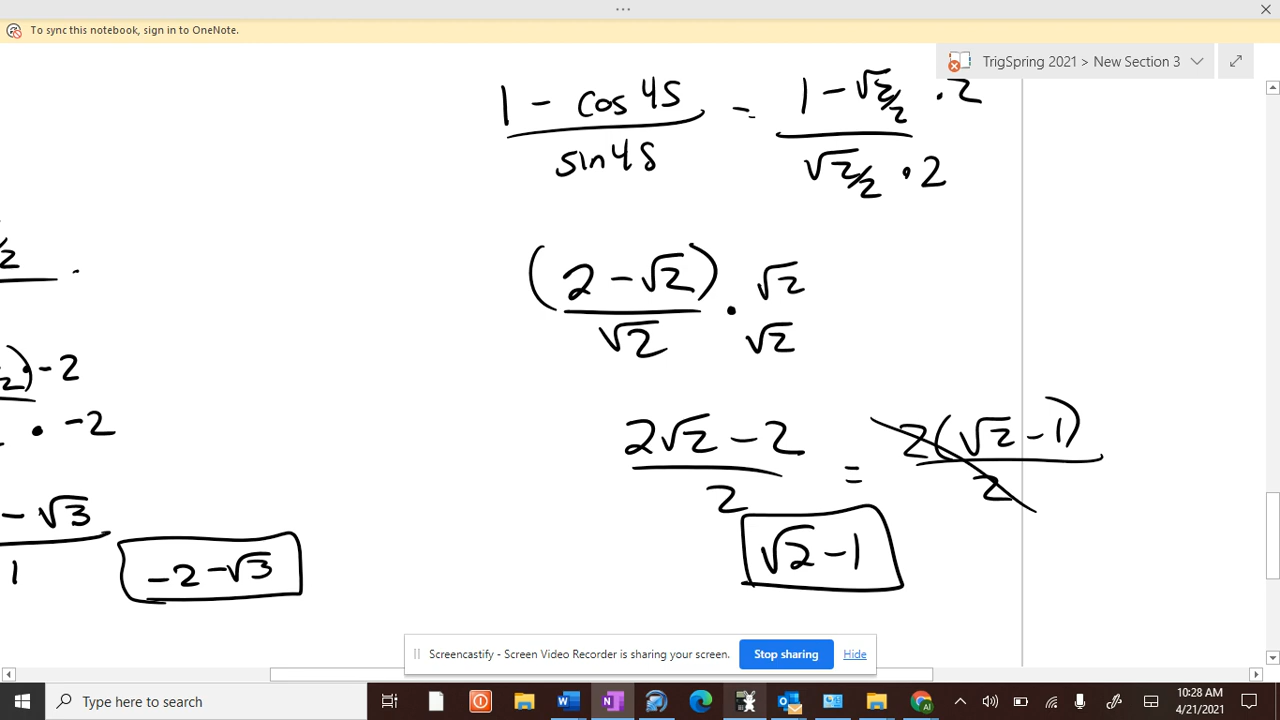 To sync this notebook, sign in to OneNote.
TrigSpring 2021 > New Section 3
1 - cos 45 / sin 45 = 1 - √2/2 · 2 / √2/2 · 2
(2 - √2) / √2 · √2 / √2
2√2 - 2 / 2 = 2(√2 - 1) / 2
√2 - 1
) - 2
· -2
- √3
1
-2 - √3
Screencastify - Screen Video Recorder is sharing your screen. Stop sharing Hide
Type here to search
10:28 AM
4/21/2021